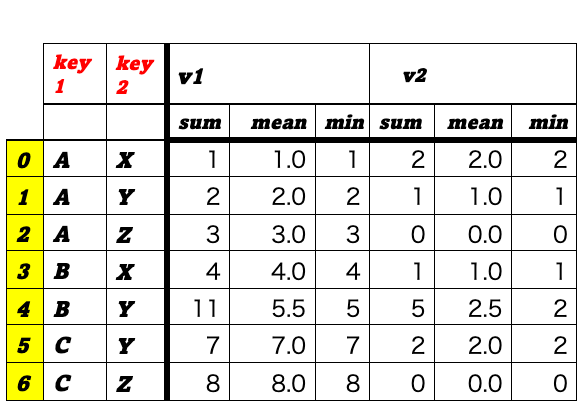 key 1 key 2 v1 v2
sum mean min sum mean min
0 A X 1 1.0 1 2 2.0 2
1 A Y 2 2.0 2 1 1.0 1
2 A Z 3 3.0 3 0 0.0 0
3 B X 4 4.0 4 1 1.0 1
4 B Y 11 5.5 5 5 2.5 2
5 C Y 7 7.0 7 2 2.0 2
6 C Z 8 8.0 8 0 0.0 0